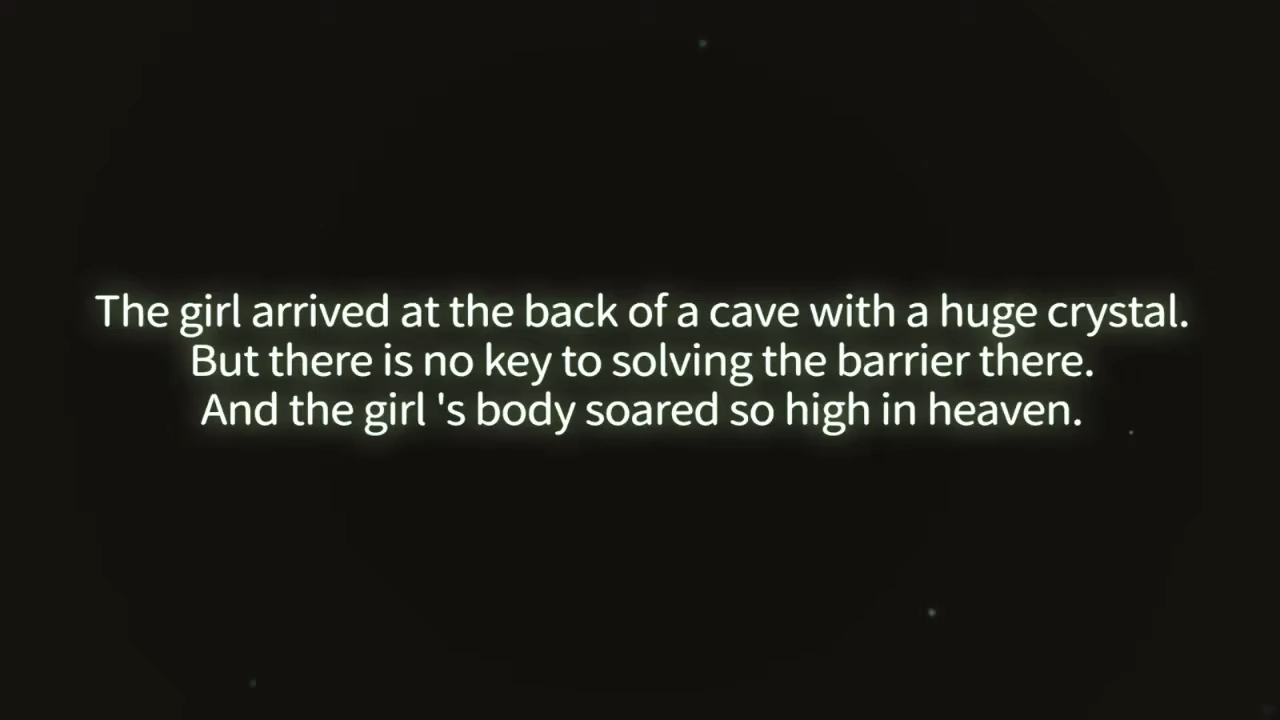 The girl arrived at the back of a cave with a huge crystal.
But there is no key to solving the barrier there.
And the girl 's body soared so high in heaven.